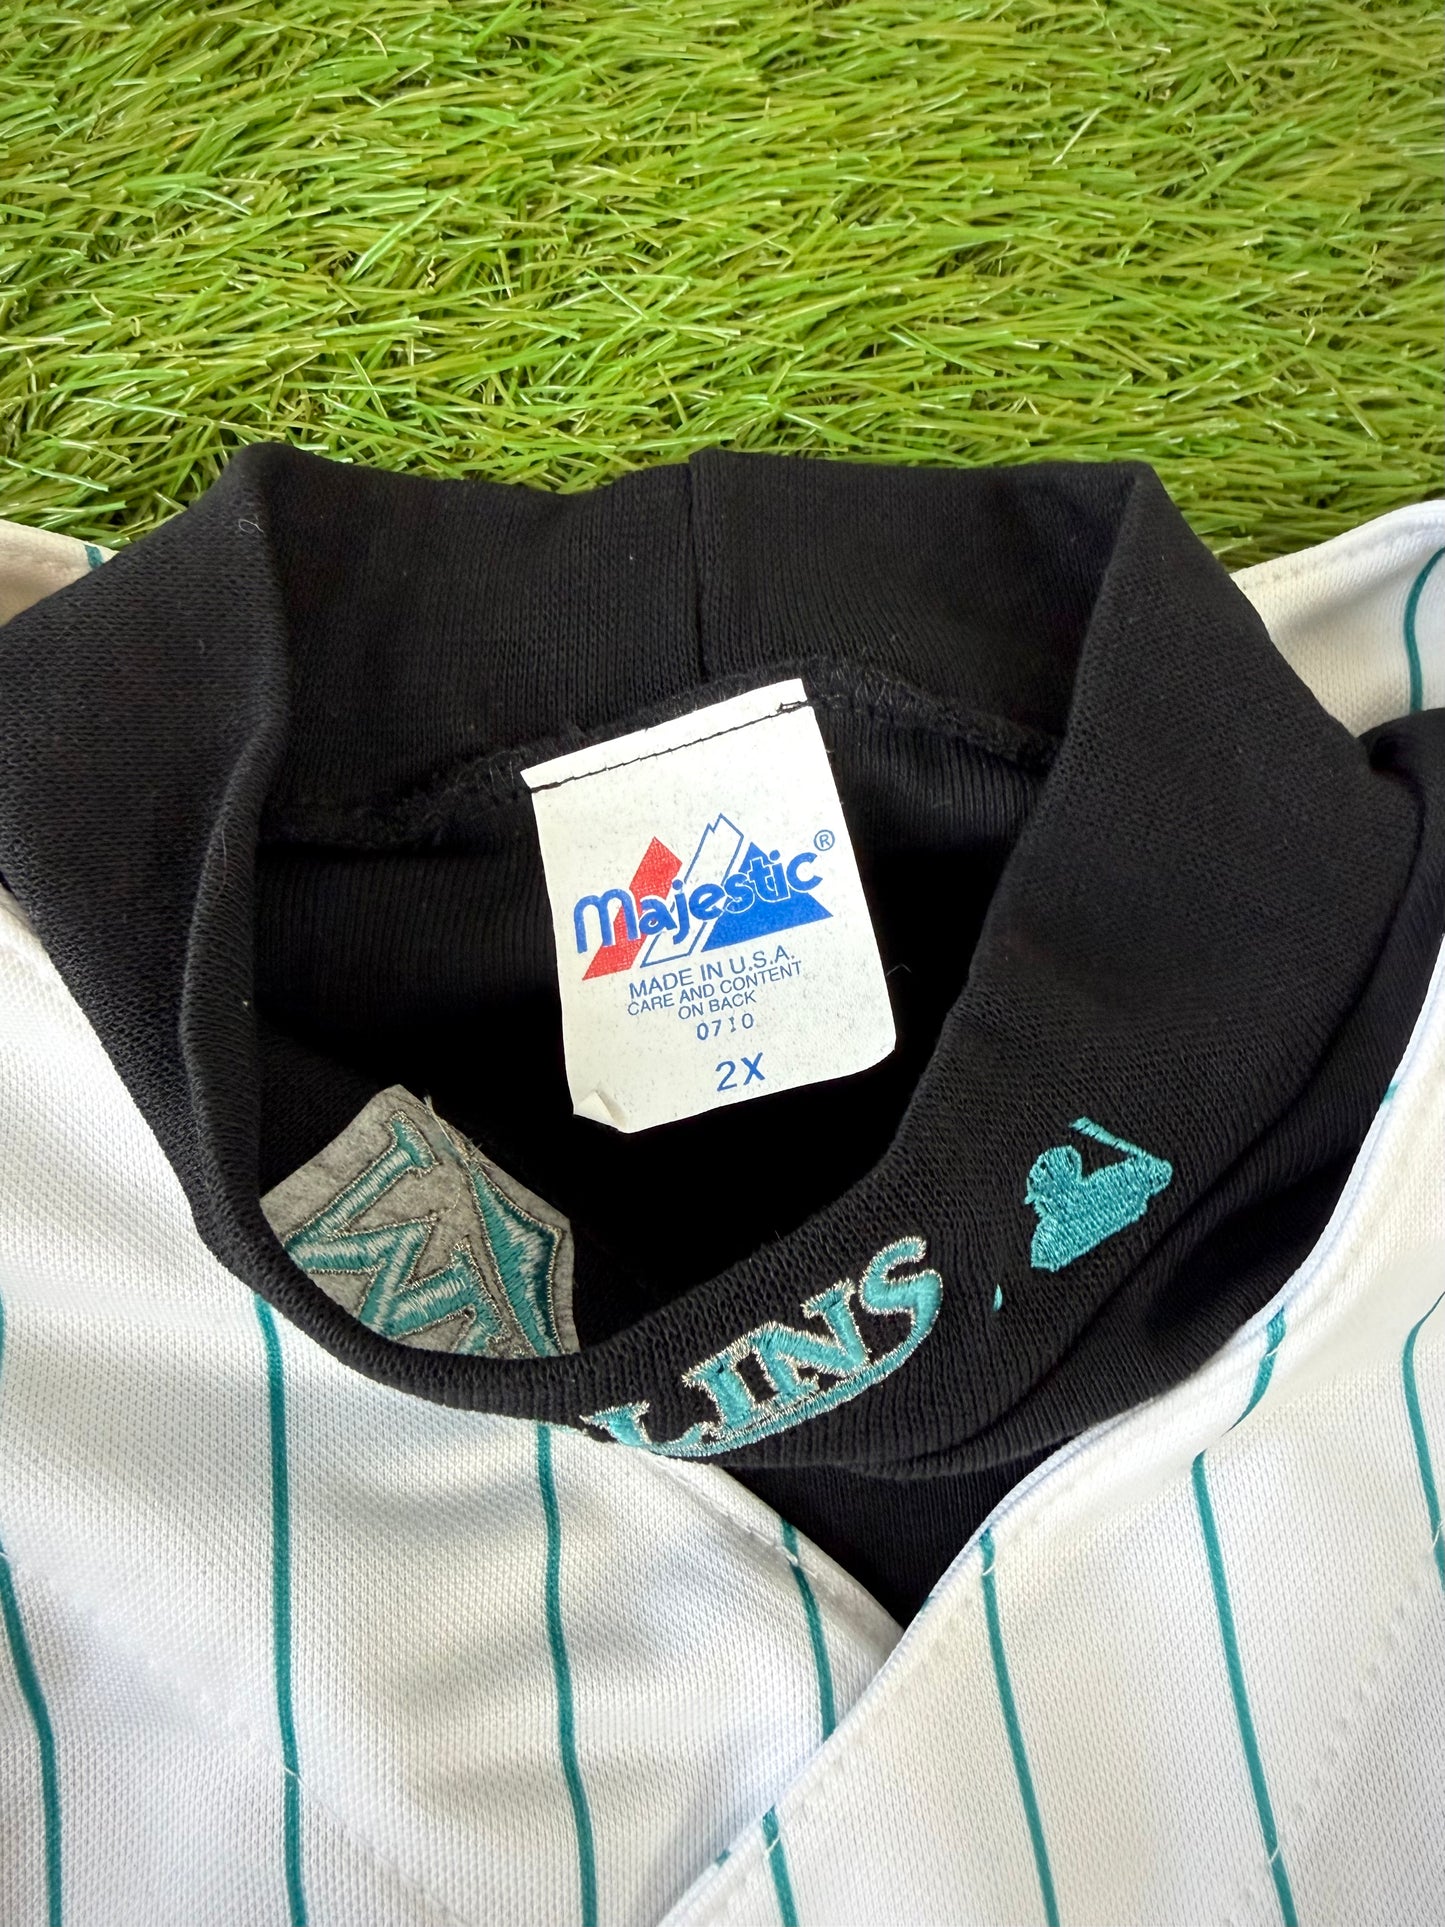 Majestic®
MADE IN U.S.A.
CARE AND CONTENT
ON BACK
0710
2X
LINS